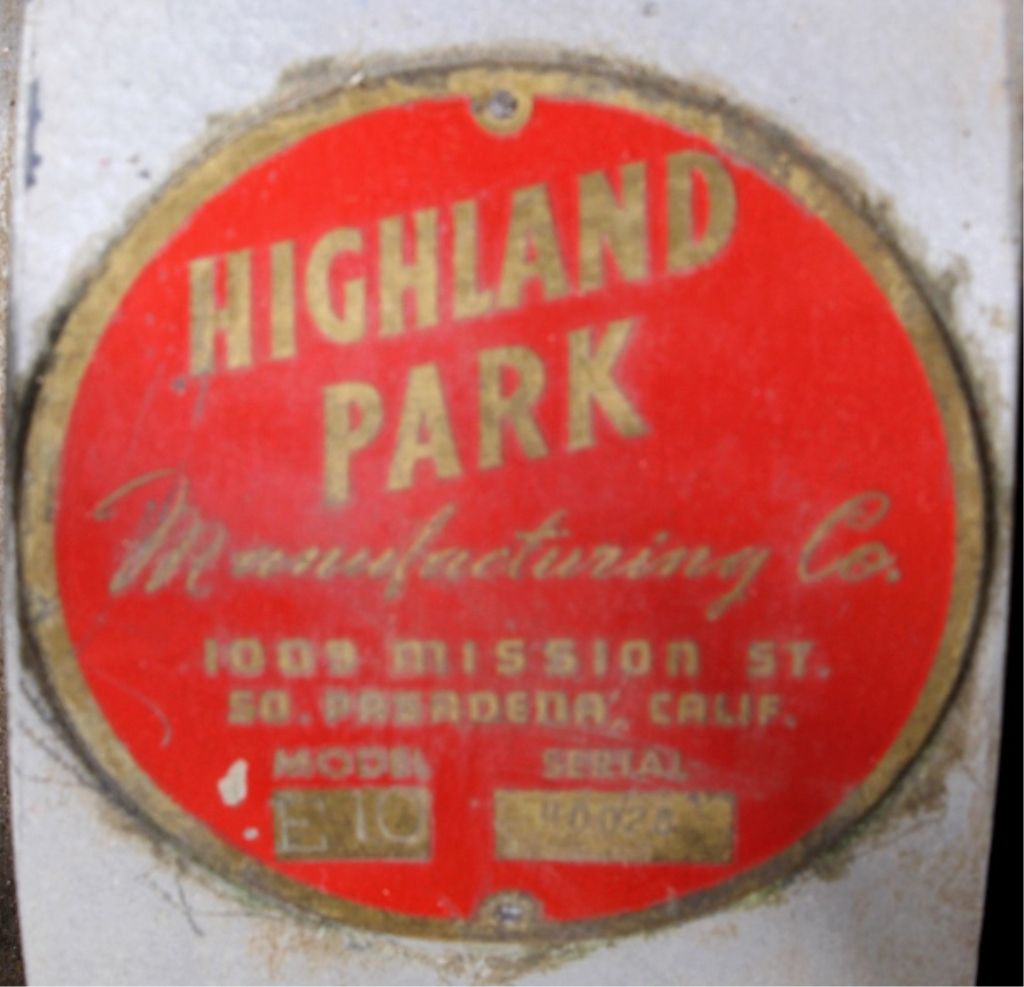 HIGHLAND
PARK
Manufacturing Co.
1009 MISSION ST.
SO. PASADENA, CALIF.
MODEL SERIAL
E 10